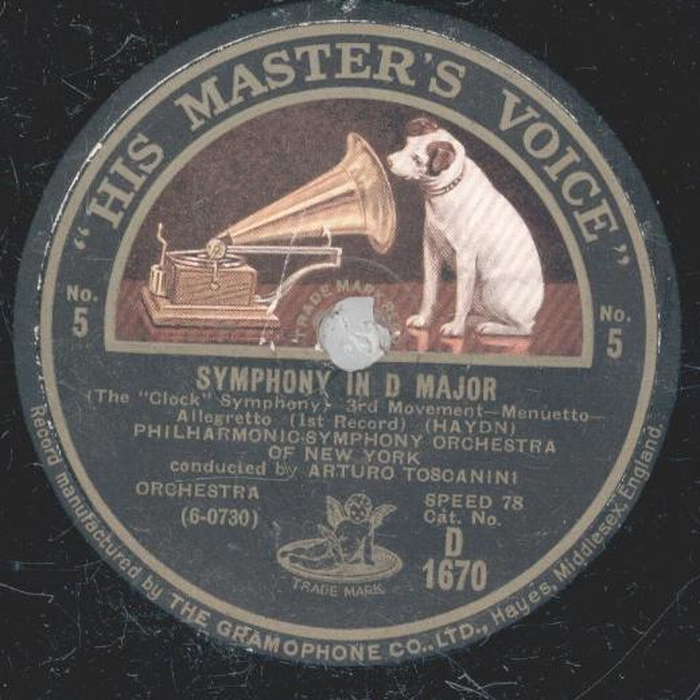 "HIS MASTER'S VOICE"
TRADE MARK
No.
5
No.
5
SYMPHONY IN D MAJOR
(The "Clock" Symphony) 3rd Movement—Menuetto—
Allegretto (1st Record) (HAYDN)
PHILHARMONIC-SYMPHONY ORCHESTRA
OF NEW YORK
conducted by ARTURO TOSCANINI
ORCHESTRA
SPEED 78
(6-0730)
Cat. No.
D
1670
TRADE MARK
Record manufactured by THE GRAMOPHONE CO., LTD., Hayes, Middlesex, England.